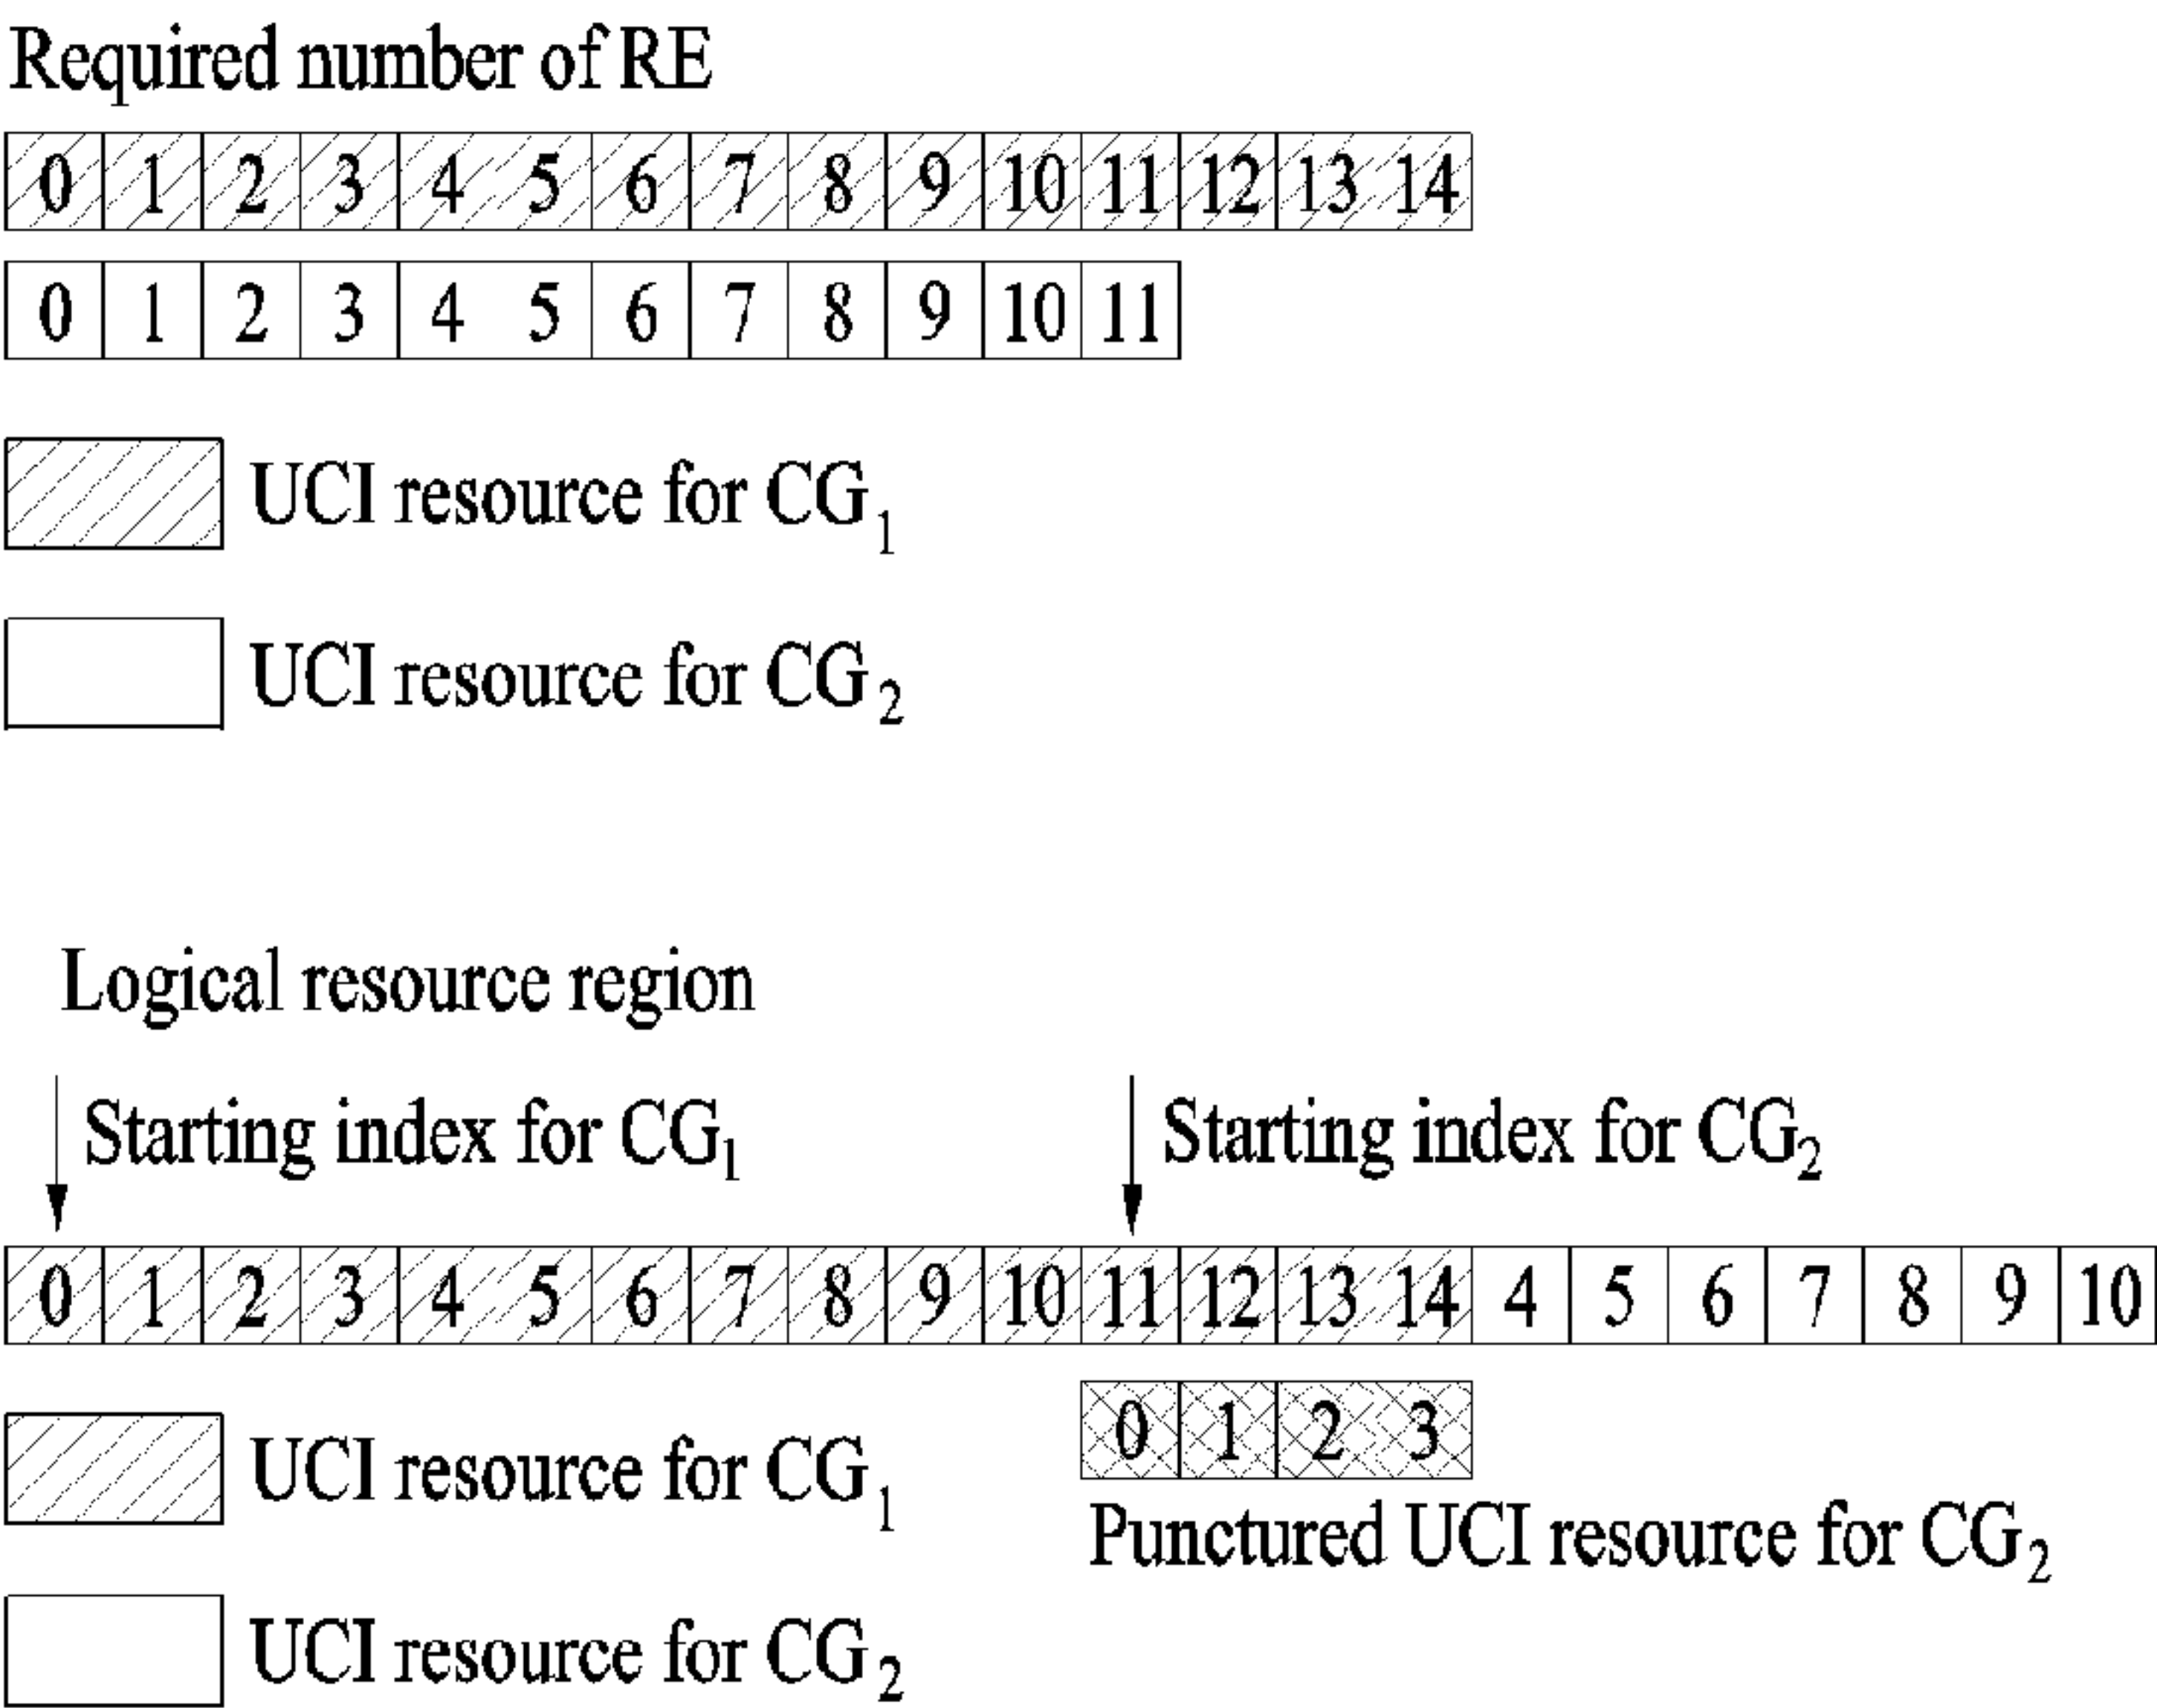 Required number of RE
0 1 2 3 4 5 6 7 8 9 10 11 12 13 14
0 1 2 3 4 5 6 7 8 9 10 11
UCI resource for CG1
UCI resource for CG2
Logical resource region
Starting index for CG1 Starting index for CG2
0 1 2 3 4 5 6 7 8 9 10 11 12 13 14 4 5 6 7 8 9 10
0 1 2 3
UCI resource for CG1
Punctured UCI resource for CG2
UCI resource for CG2